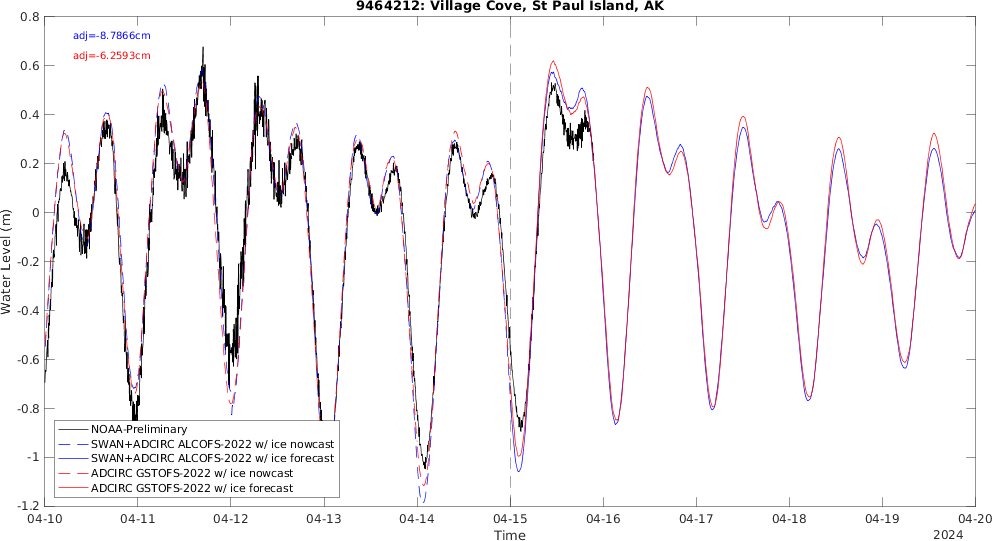 9464212: Village Cove, St Paul Island, AK
adj=-8.7866cm
adj=-6.2593cm
0.8
0.6
0.4
0.2
0
-0.2
-0.4
-0.6
-0.8
-1
-1.2
Water Level (m)
NOAA-Preliminary
SWAN+ADCIRC ALCOFS-2022 w/ ice nowcast
SWAN+ADCIRC ALCOFS-2022 w/ ice forecast
ADCIRC GSTOFS-2022 w/ ice nowcast
ADCIRC GSTOFS-2022 w/ ice forecast
04-10 04-11 04-12 04-13 04-14 04-15 04-16 04-17 04-18 04-19 04-20
Time
2024